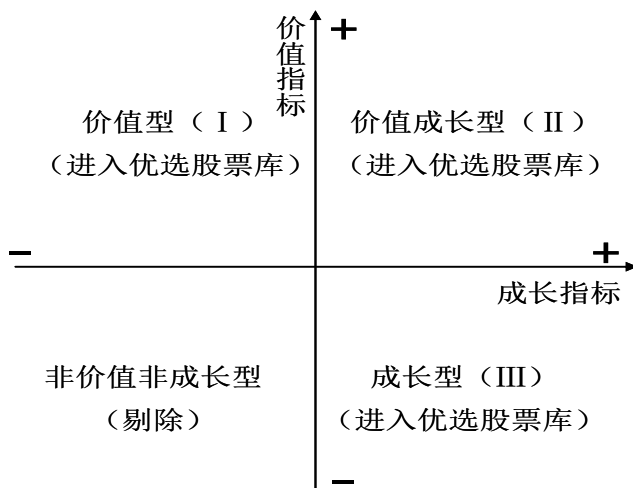 价值指标
+
价值型（Ⅰ）
（进入优选股票库）
价值成长型（Ⅱ）
（进入优选股票库）
−
+
成长指标
非价值非成长型
（剔除）
成长型（Ⅲ）
（进入优选股票库）
−